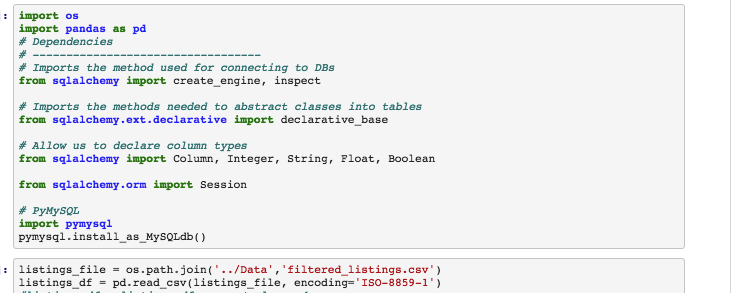 ]:
import os
import pandas as pd
# Dependencies
# ----------------------------------
# Imports the method used for connecting to DBs
from sqlalchemy import create_engine, inspect
# Imports the methods needed to abstract classes into tables
from sqlalchemy.ext.declarative import declarative_base
# Allow us to declare column types
from sqlalchemy import Column, Integer, String, Float, Boolean
from sqlalchemy.orm import Session
# PyMySQL
import pymysql
pymysql.install_as_MySQLdb()
]:
listings_file = os.path.join('../Data','filtered_listings.csv')
listings_df = pd.read_csv(listings_file, encoding='ISO-8859-1')